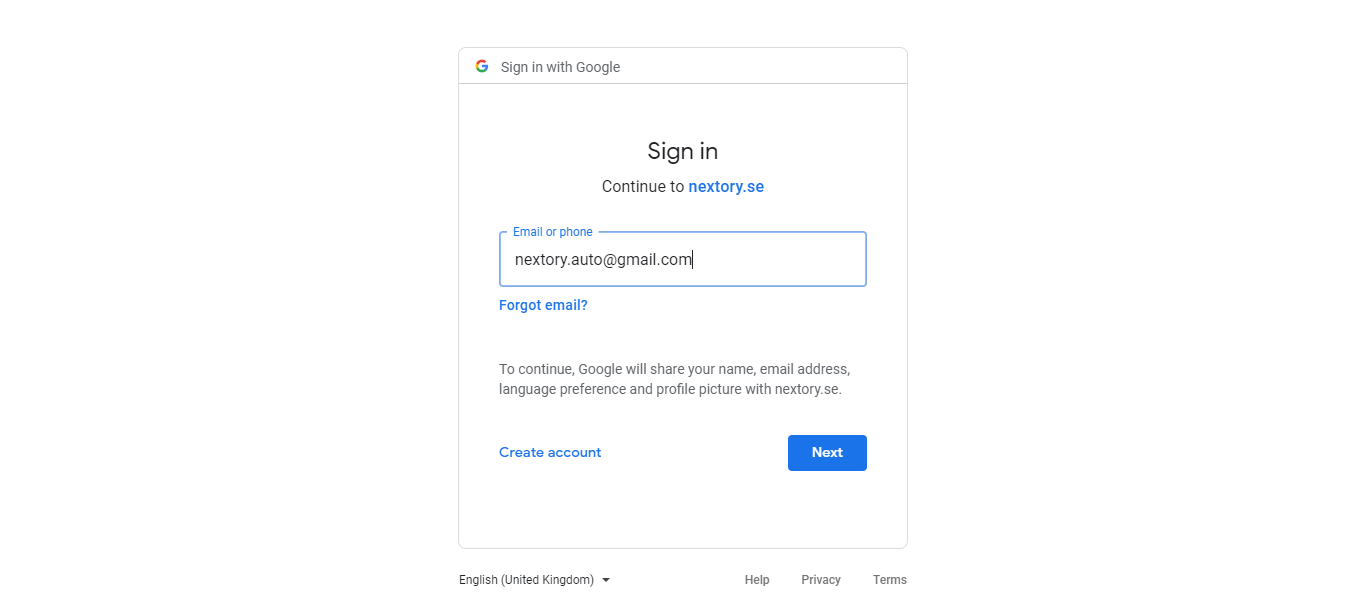 Sign in with Google
Sign in
Continue to nextory.se
Email or phone
nextory.auto@gmail.com
Forgot email?
To continue, Google will share your name, email address,
language preference and profile picture with nextory.se.
Create account
Next
English (United Kingdom)
Help
Privacy
Terms